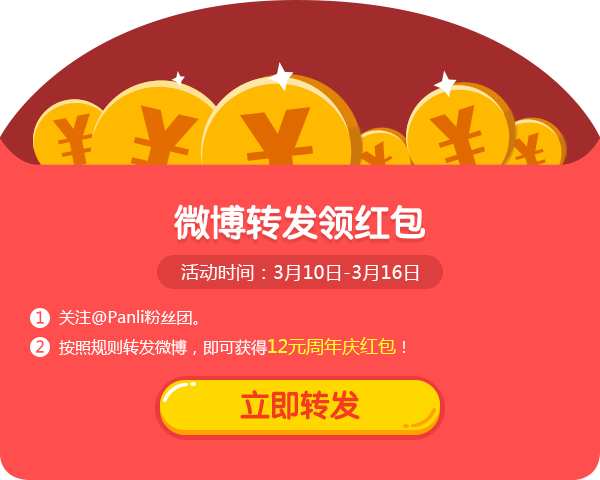 ¥ ¥ ¥ ¥ ¥ ¥
微博转发领红包
活动时间：3月10日-3月16日
1 关注@Panli粉丝团。
2 按照规则转发微博，即可获得12元周年庆红包！
立即转发